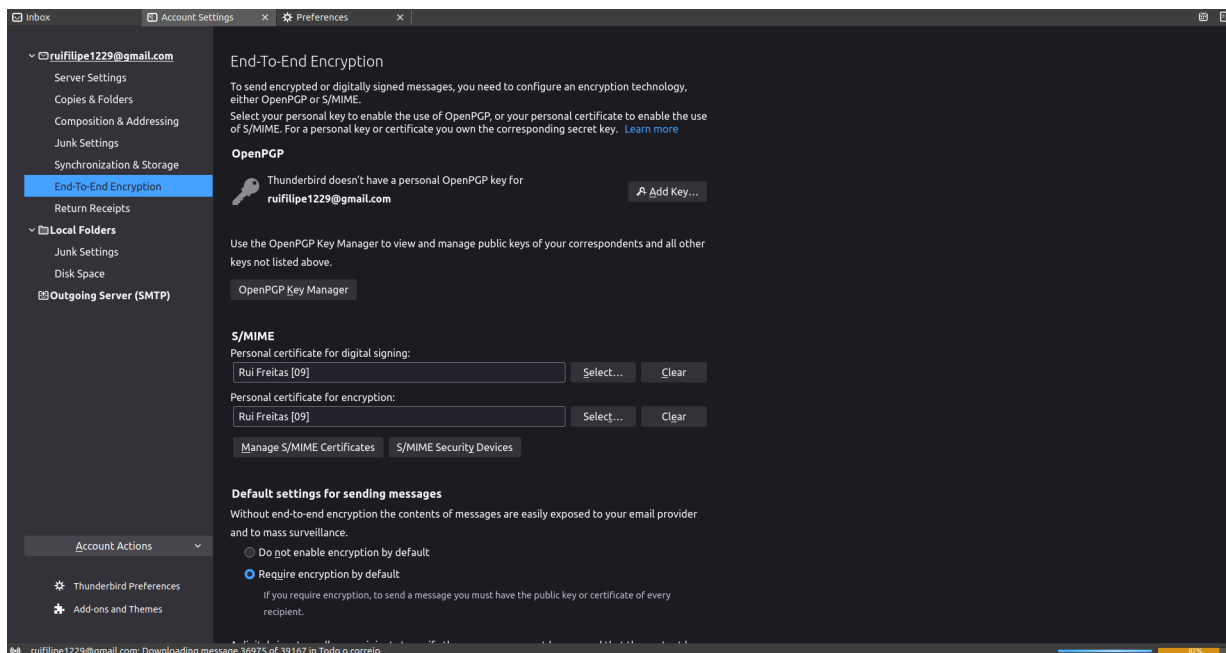 Inbox
Account Settings
Preferences
ruifilipe1229@gmail.com
Server Settings
Copies & Folders
Composition & Addressing
Junk Settings
Synchronization & Storage
End-To-End Encryption
Return Receipts
Local Folders
Junk Settings
Disk Space
Outgoing Server (SMTP)
Account Actions
Thunderbird Preferences
Add-ons and Themes
End-To-End Encryption
To send encrypted or digitally signed messages, you need to configure an encryption technology,
either OpenPGP or S/MIME.
Select your personal key to enable the use of OpenPGP, or your personal certificate to enable the use
of S/MIME. For a personal key or certificate you own the corresponding secret key. Learn more
OpenPGP
Thunderbird doesn't have a personal OpenPGP key for
ruifilipe1229@gmail.com
Add Key...
Use the OpenPGP Key Manager to view and manage public keys of your correspondents and all other
keys not listed above.
OpenPGP Key Manager
S/MIME
Personal certificate for digital signing:
Rui Freitas [09]
Select...
Clear
Personal certificate for encryption:
Rui Freitas [09]
Select...
Clear
Manage S/MIME Certificates
S/MIME Security Devices
Default settings for sending messages
Without end-to-end encryption the contents of messages are easily exposed to your email provider
and to mass surveillance.
Do not enable encryption by default
Require encryption by default
If you require encryption, to send a message you must have the public key or certificate of every
recipient.
ruifilipe1229@gmail.com: Downloading message 36975 of 39167 in Todo o correio
82%